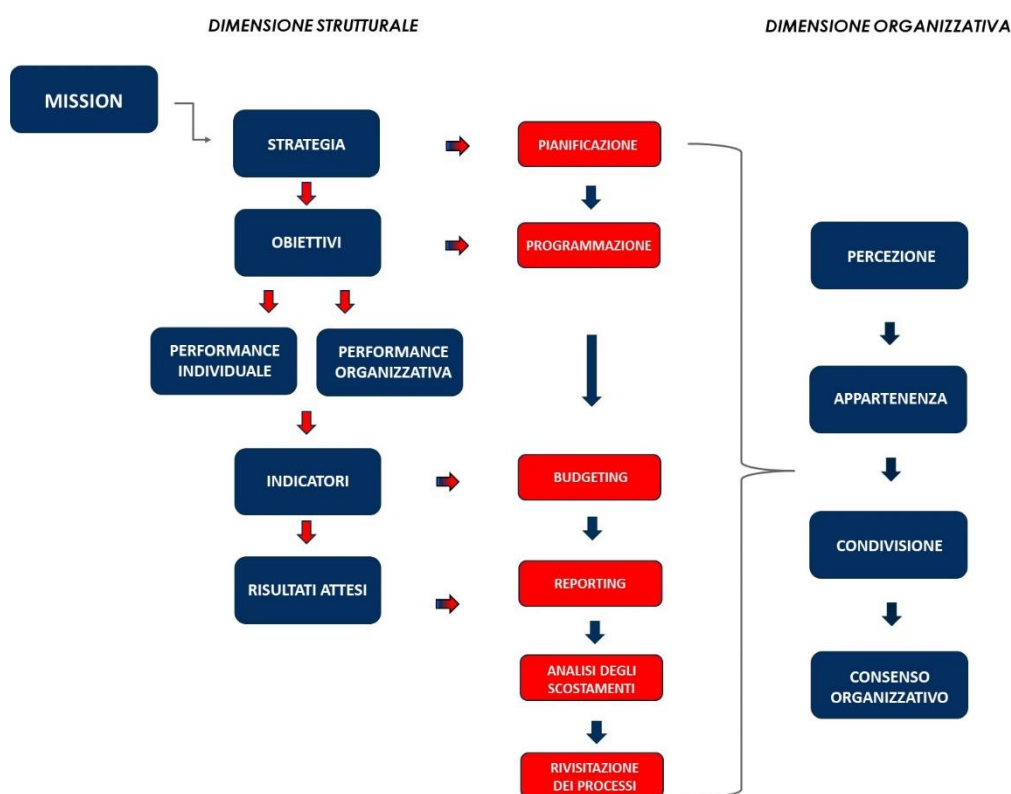 DIMENSIONE STRUTTURALE
DIMENSIONE ORGANIZZATIVA
MISSION
STRATEGIA
PIANIFICAZIONE
OBIETTIVI
PROGRAMMAZIONE
PERCEZIONE
PERFORMANCE
INDIVIDUALE
PERFORMANCE
ORGANIZZATIVA
APPARTENENZA
INDICATORI
BUDGETING
CONDIVISIONE
RISULTATI ATTESI
REPORTING
ANALISI DEGLI
SCOSTAMENTI
CONSENSO
ORGANIZZATIVO
RIVISITAZIONE
DEI PROCESSI